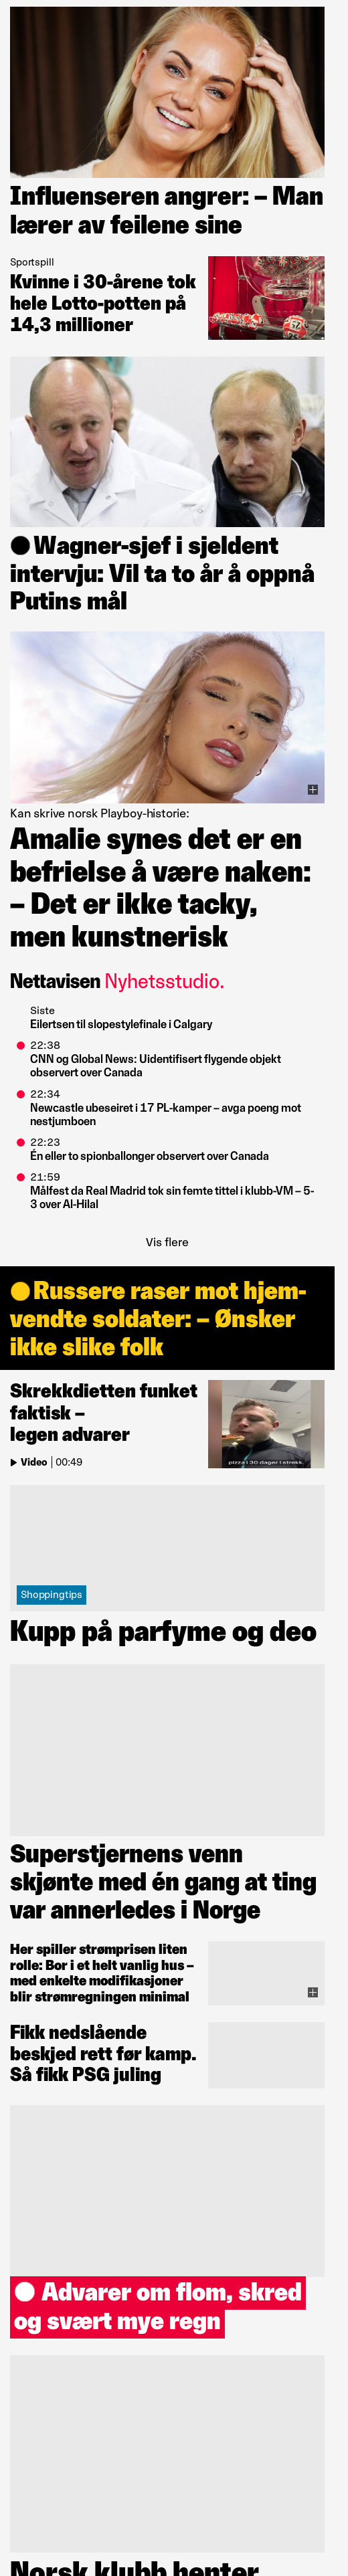 Influenseren angrer: – Man
lærer av feilene sine
Sportspill
Kvinne i 30-årene tok
hele Lotto-potten på
14,3 millioner
Wagner-sjef i sjeldent
intervju: Vil ta to år å oppnå
Putins mål
Kan skrive norsk Playboy-historie:
Amalie synes det er en
befrielse å være naken:
– Det er ikke tacky,
men kunstnerisk
Nettavisen Nyhetsstudio.
Siste
Eilertsen til slopestylefinale i Calgary
22:38
CNN og Global News: Uidentifisert flygende objekt
observert over Canada
22:34
Newcastle ubeseiret i 17 PL-kamper – avga poeng mot
nestjumboen
22:23
Én eller to spionballonger observert over Canada
21:59
Målfest da Real Madrid tok sin femte tittel i klubb-VM – 5-
3 over Al-Hilal
Vis flere
Russere raser mot hjem-
vendte soldater: – Ønsker
ikke slike folk
Skrekkdietten funket
faktisk –
legen advarer
Video 00:49
pizza i 30 dager i strekk.
Shoppingtips
Kupp på parfyme og deo
Superstjernens venn
skjønte med én gang at ting
var annerledes i Norge
Her spiller strømprisen liten
rolle: Bor i et helt vanlig hus –
med enkelte modifikasjoner
blir strømregningen minimal
Fikk nedslående
beskjed rett før kamp.
Så fikk PSG juling
Advarer om flom, skred
og svært mye regn
Norsk klubb henter